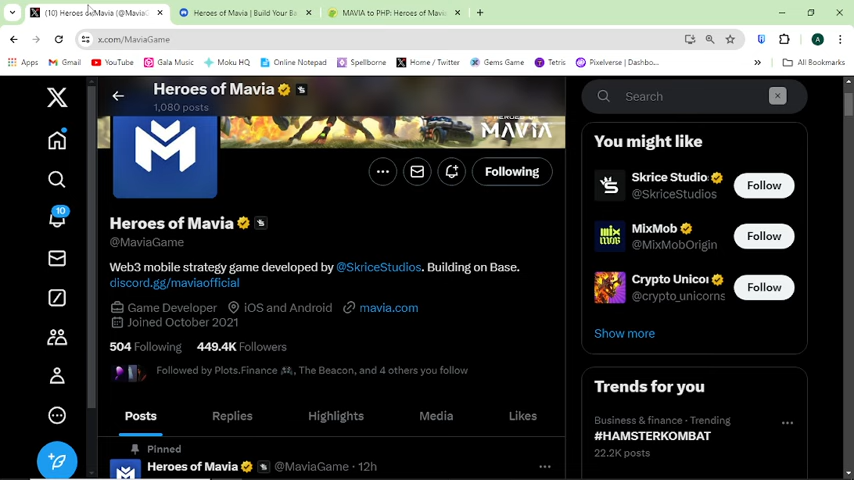 (10) Heroes of Mavia (@MaviaG
Heroes of Mavia | Build Your Ba
MAVIA to PHP: Heroes of Mavi
x.com/MaviaGame
A
Apps
Gmail
YouTube
Gala Music
Moku HQ
Online Notepad
Spellborne
Home / Twitter
Gems Game
Tetris
Pixelverse | Dashbo...
All Bookmarks
Heroes of Mavia
1,080 posts
MAVIA
Following
Heroes of Mavia
@MaviaGame
Web3 mobile strategy game developed by @SkriceStudios. Building on Base.
discord.gg/maviaofficial
Game Developer
iOS and Android
mavia.com
Joined October 2021
504 Following
449.4K Followers
Followed by Plots.Finance, The Beacon, and 4 others you follow
Posts
Replies
Highlights
Media
Likes
Pinned
Heroes of Mavia
@MaviaGame · 12h
10
Search
You might like
Skrice Studio
@SkriceStudios
Follow
MixMob
@MixMobOrigin
Follow
Crypto Unicor
@crypto_unicorns
Follow
Show more
Trends for you
Business & finance · Trending
#HAMSTERKOMBAT
22.2K posts